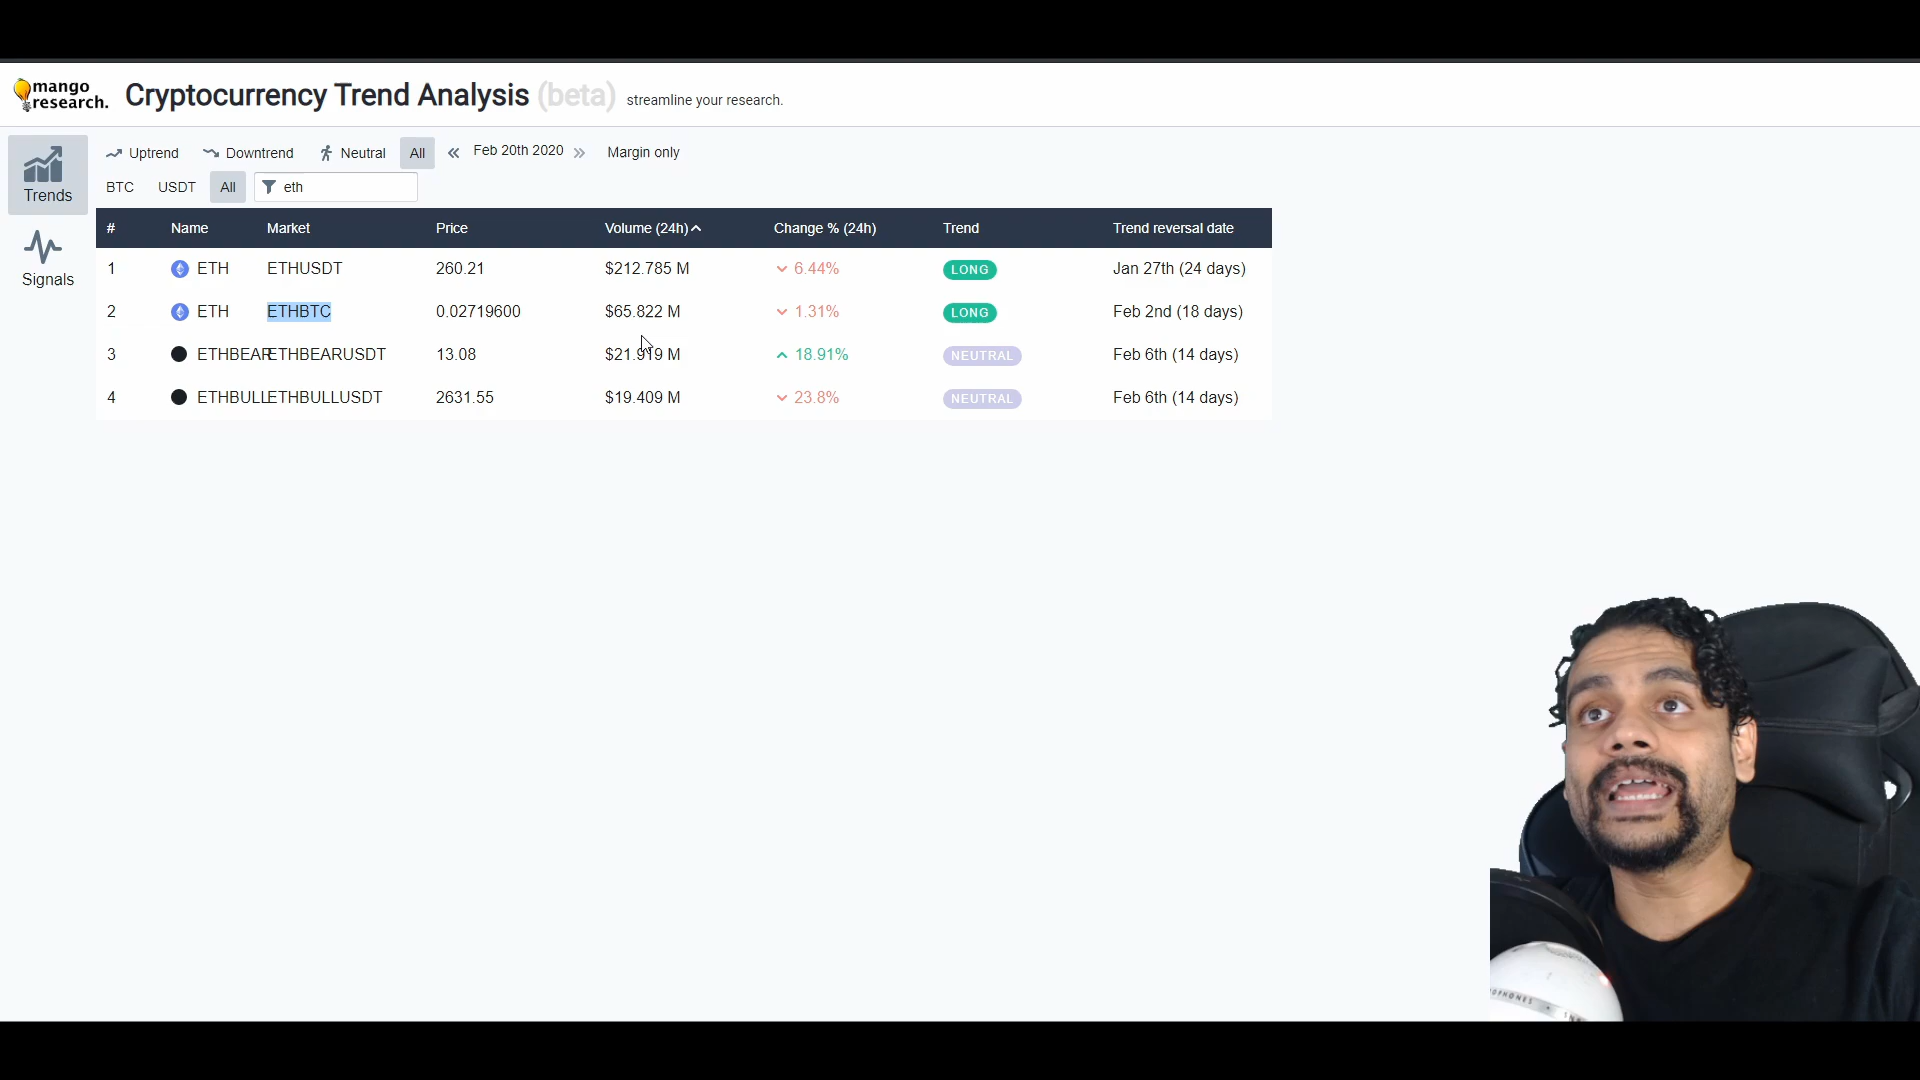 mango
research.
Cryptocurrency Trend Analysis (beta) streamline your research.
Trends
Signals
Uptrend Downtrend Neutral All « Feb 20th 2020 » Margin only
BTC USDT All eth
# Name Market Price Volume (24h) Change % (24h) Trend Trend reversal date
1 ETH ETHUSDT 260.21 $212.785 M 6.44% LONG Jan 27th (24 days)
2 ETH ETHBTC 0.02719600 $65.822 M 1.31% LONG Feb 2nd (18 days)
3 ETHBEAR ETHBEARUSDT 13.08 $21.919 M 18.91% NEUTRAL Feb 6th (14 days)
4 ETHBULL ETHBULLUSDT 2631.55 $19.409 M 23.8% NEUTRAL Feb 6th (14 days)